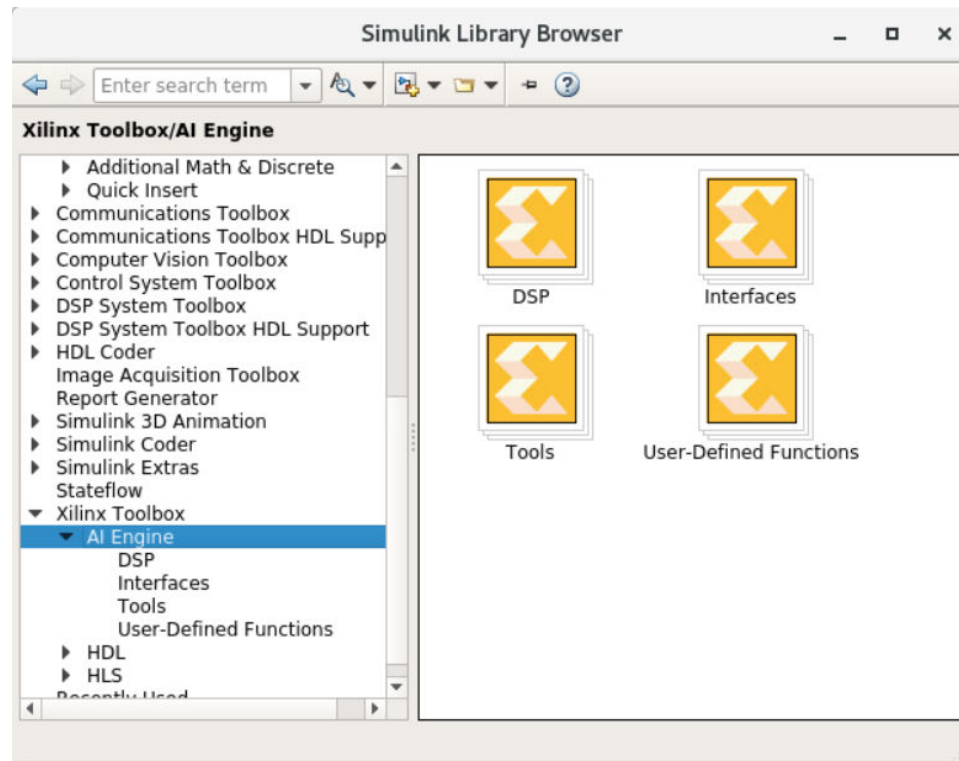 Simulink Library Browser
Enter search term
Xilinx Toolbox/AI Engine
Additional Math & Discrete
Quick Insert
Communications Toolbox
Communications Toolbox HDL Supp
Computer Vision Toolbox
Control System Toolbox
DSP System Toolbox
DSP System Toolbox HDL Support
HDL Coder
Image Acquisition Toolbox
Report Generator
Simulink 3D Animation
Simulink Coder
Simulink Extras
Stateflow
Xilinx Toolbox
AI Engine
DSP
Interfaces
Tools
User-Defined Functions
HDL
HLS
Recently Used
DSP
Interfaces
Tools
User-Defined Functions